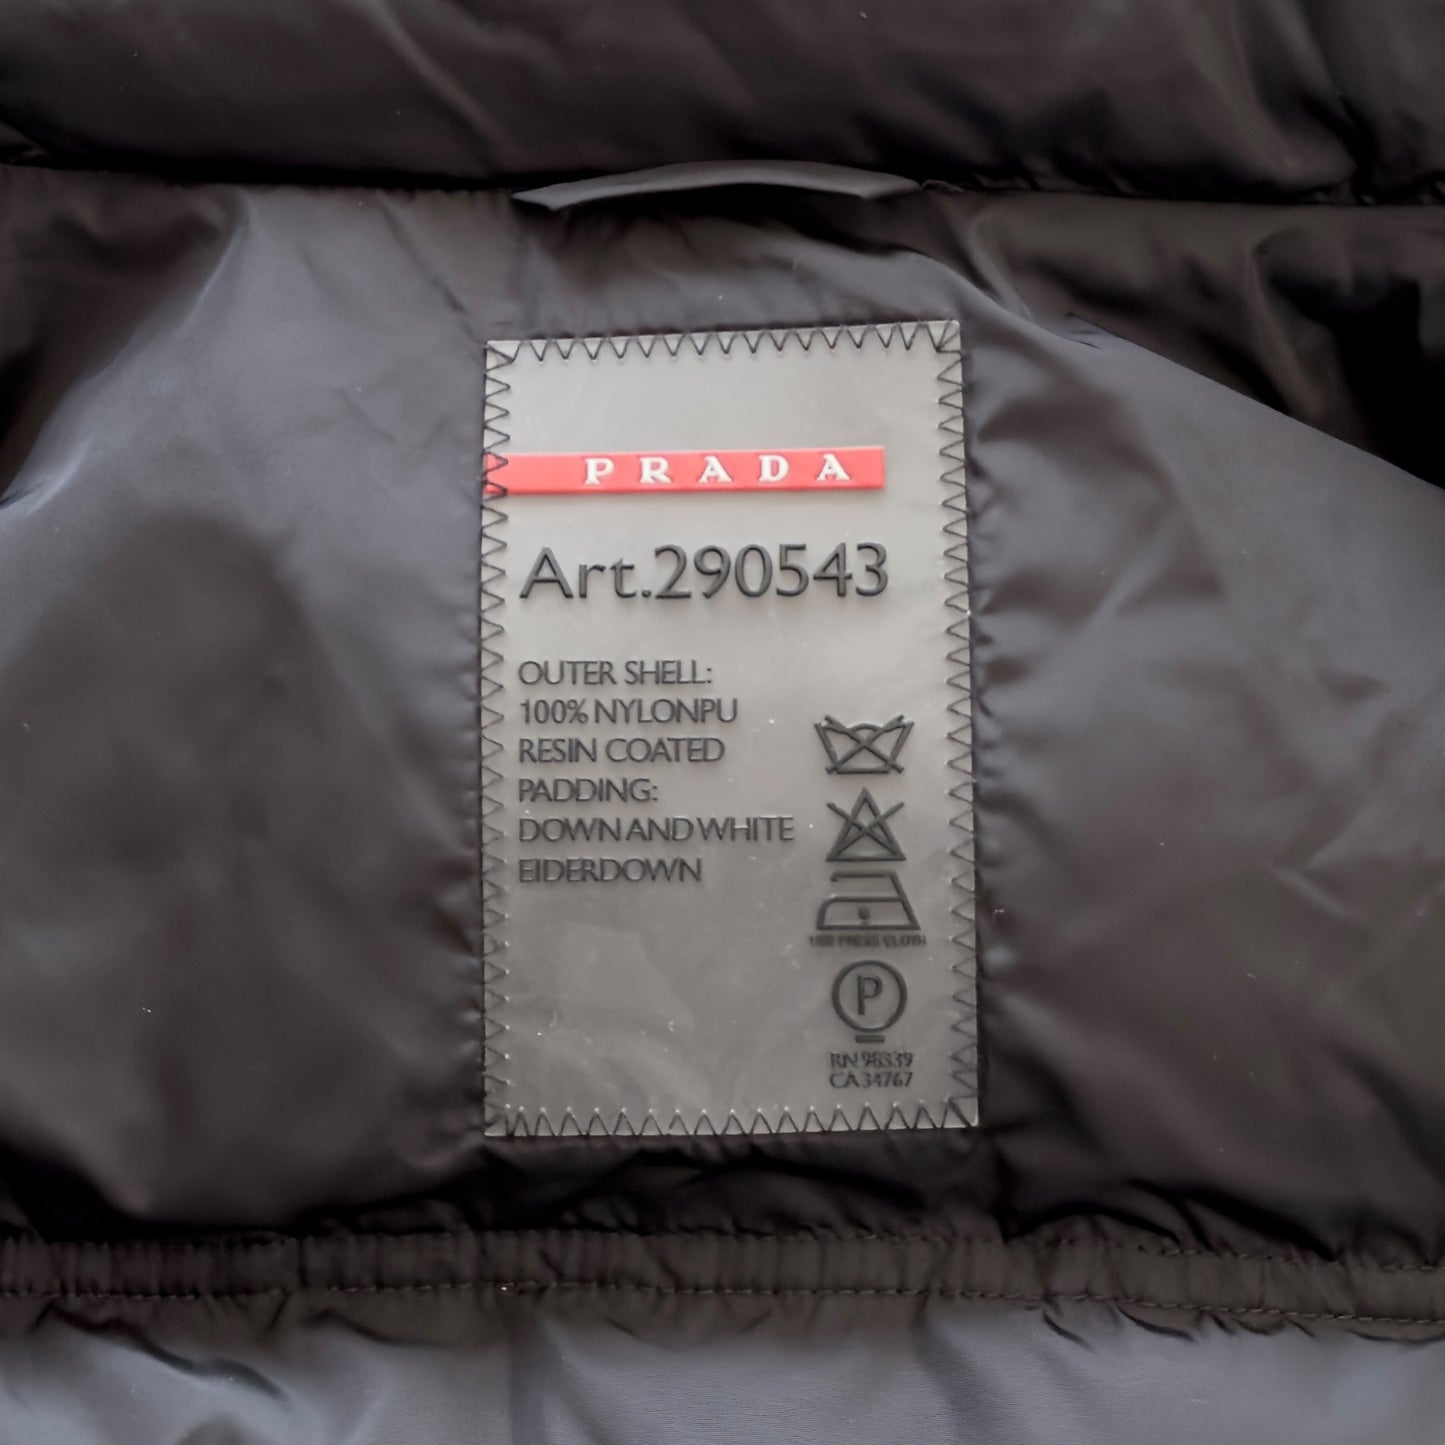 PRADA
Art.290543
OUTER SHELL:
100% NYLONPU
RESIN COATED
PADDING:
DOWN AND WHITE
EIDERDOWN
USE PRESS CLOTH
P
RN 98339
CA 34767